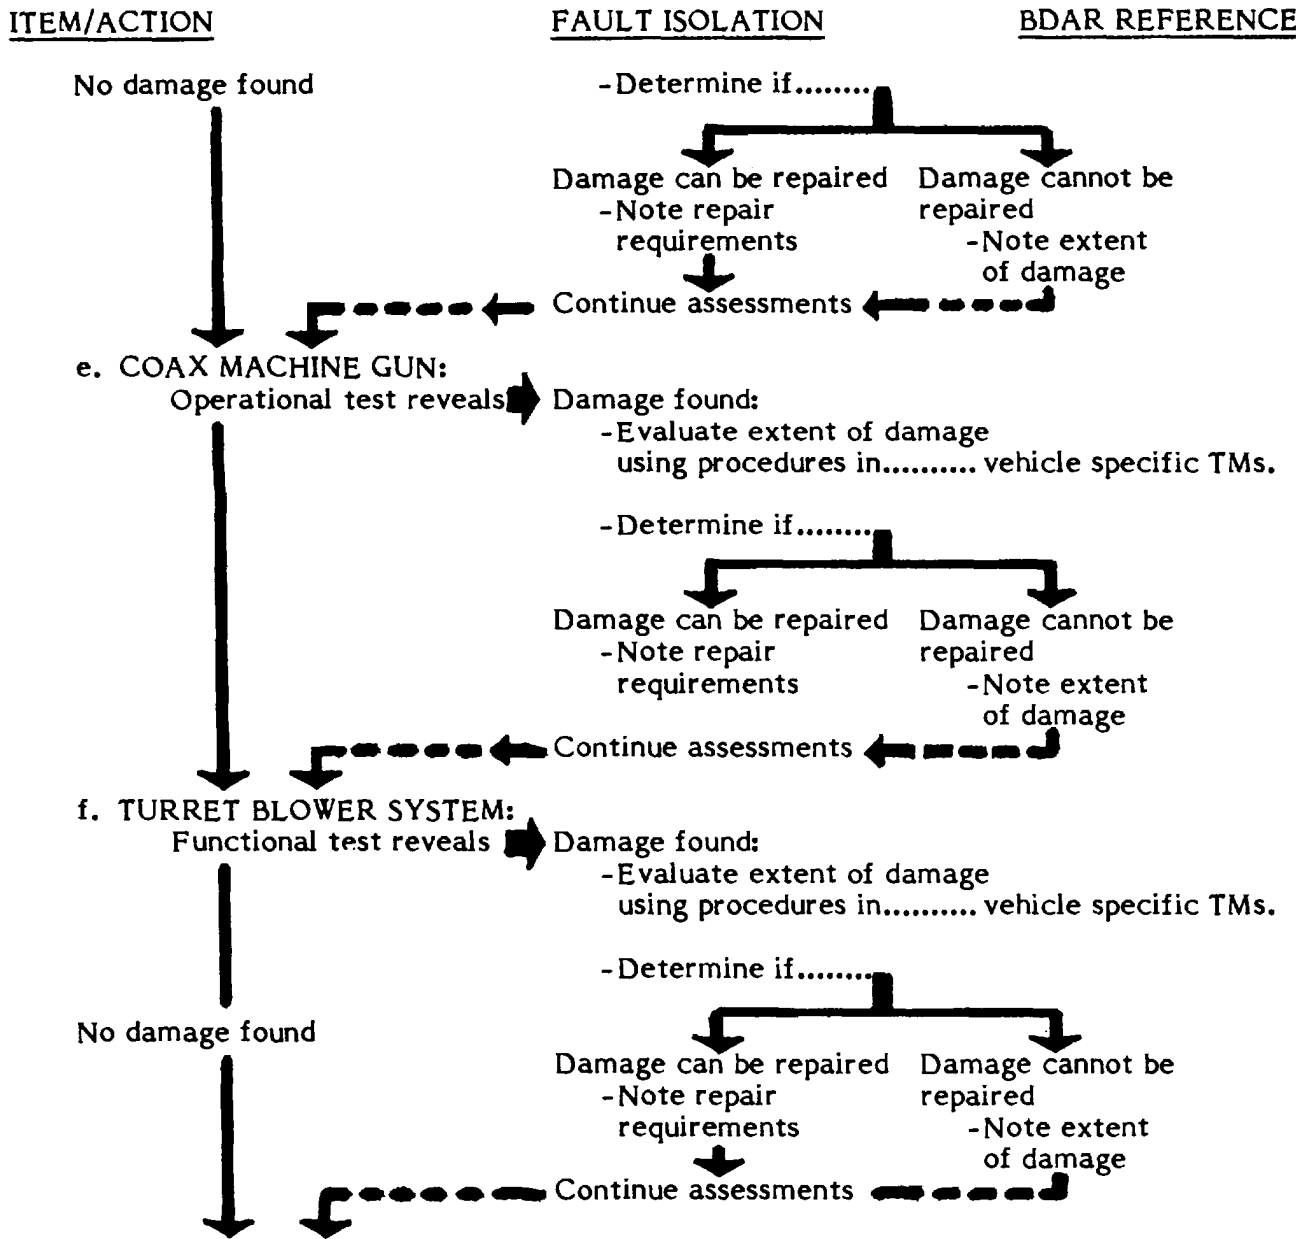 ITEM/ACTION FAULT ISOLATION BDAR REFERENCE
No damage found -Determine if........
Damage can be repaired Damage cannot be
-Note repair repaired
requirements -Note extent
of damage
Continue assessments
e. COAX MACHINE GUN:
Operational test reveals Damage found:
-Evaluate extent of damage
using procedures in.......... vehicle specific TMs.
-Determine if........
Damage can be repaired Damage cannot be
-Note repair repaired
requirements -Note extent
of damage
Continue assessments
f. TURRET BLOWER SYSTEM:
Functional test reveals Damage found:
-Evaluate extent of damage
using procedures in.......... vehicle specific TMs.
-Determine if........
No damage found
Damage can be repaired Damage cannot be
-Note repair repaired
requirements -Note extent
of damage
Continue assessments